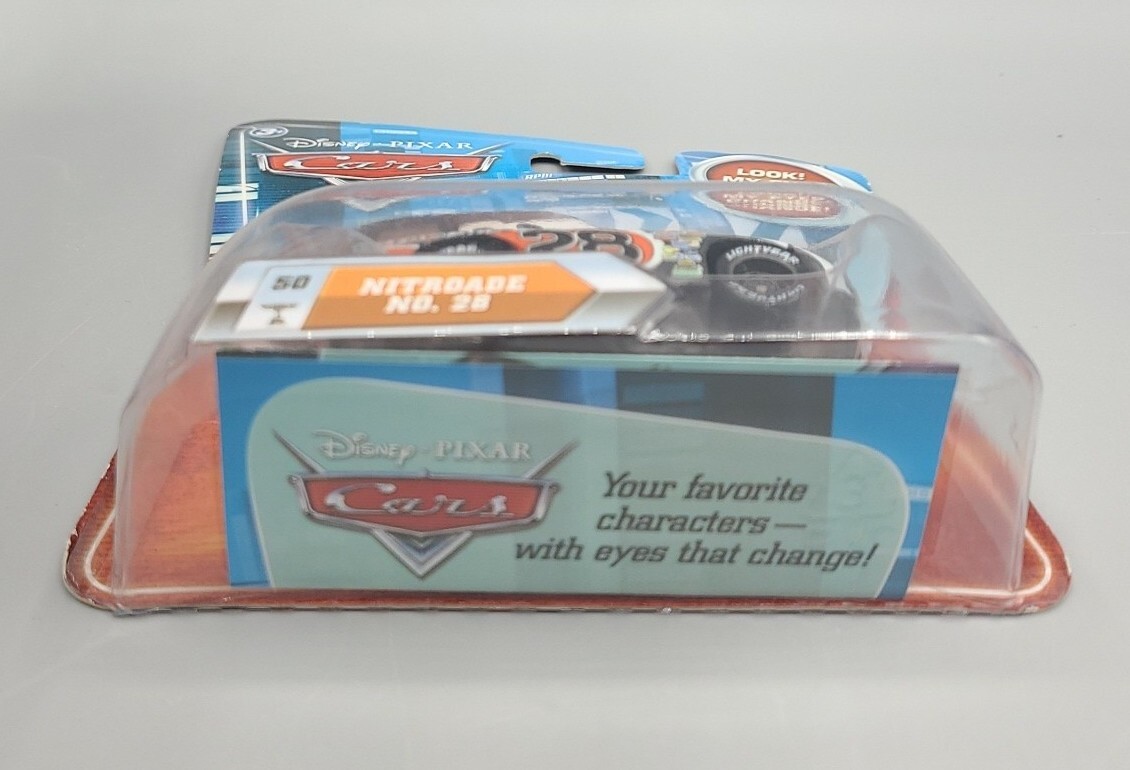 3+
DISNEY • PIXAR
Cars
LOOK!
28
LIGHTYEAR
50
NITROADE
NO. 28
DISNEY • PIXAR
Cars
Your favorite
characters—
with eyes that change!